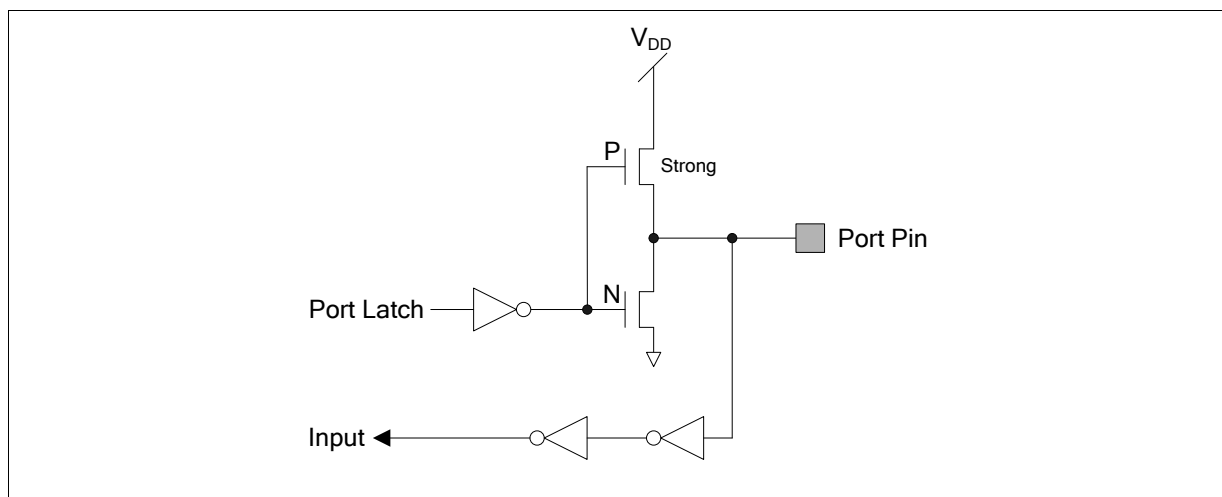 VDD
P
Strong
Port Pin
N
Port Latch
Input